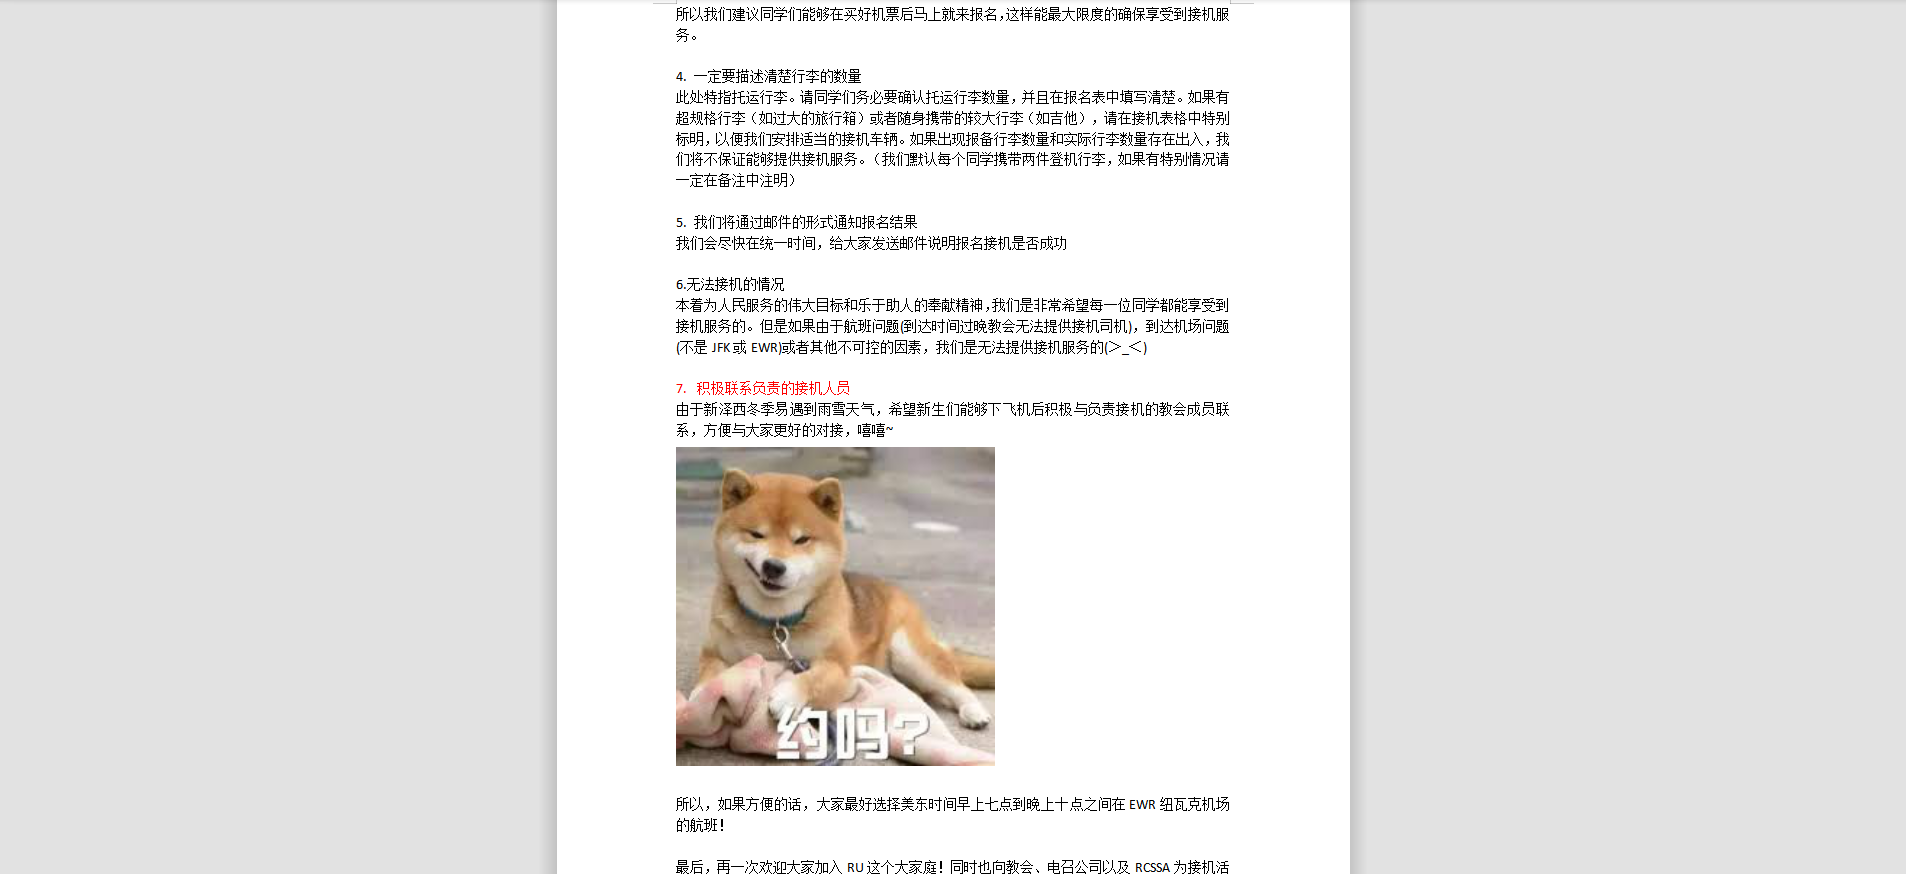 所以我们建议同学们能够在买好机票后马上就来报名，这样能最大限度的确保享受到接机服
务。
4. 一定要描述清楚行李的数量
此处特指托运行李。请同学们务必要确认托运行李数量，并且在报名表中填写清楚。如果有
超规格行李（如过大的旅行箱）或者随身携带的较大行李（如吉他），请在接机表格中特别
标明，以便我们安排适当的接机车辆。如果出现报备行李数量和实际行李数量存在出入，我
们将不保证能够提供接机服务。（我们默认每个同学携带两件登机行李，如果有特别情况请
一定在备注中注明）
5. 我们将通过邮件的形式通知报名结果
我们会尽快在统一时间，给大家发送邮件说明报名接机是否成功
6.无法接机的情况
本着为人民服务的伟大目标和乐于助人的奉献精神，我们是非常希望每一位同学都能享受到
接机服务的。但是如果由于航班问题(到达时间过晚教会无法提供接机司机)，到达机场问题
(不是 JFK 或 EWR)或者其他不可控的因素，我们是无法提供接机服务的(＞_＜)
7. 积极联系负责的接机人员
由于新泽西冬季易遇到雨雪天气，希望新生们能够下飞机后积极与负责接机的教会成员联
系，方便与大家更好的对接，嘻嘻~
约吗?
所以，如果方便的话，大家最好选择美东时间早上七点到晚上十点之间在 EWR 纽瓦克机场
的航班！
最后，再一次欢迎大家加入 RU 这个大家庭！同时也向教会、电召公司以及 RCSSA 为接机活